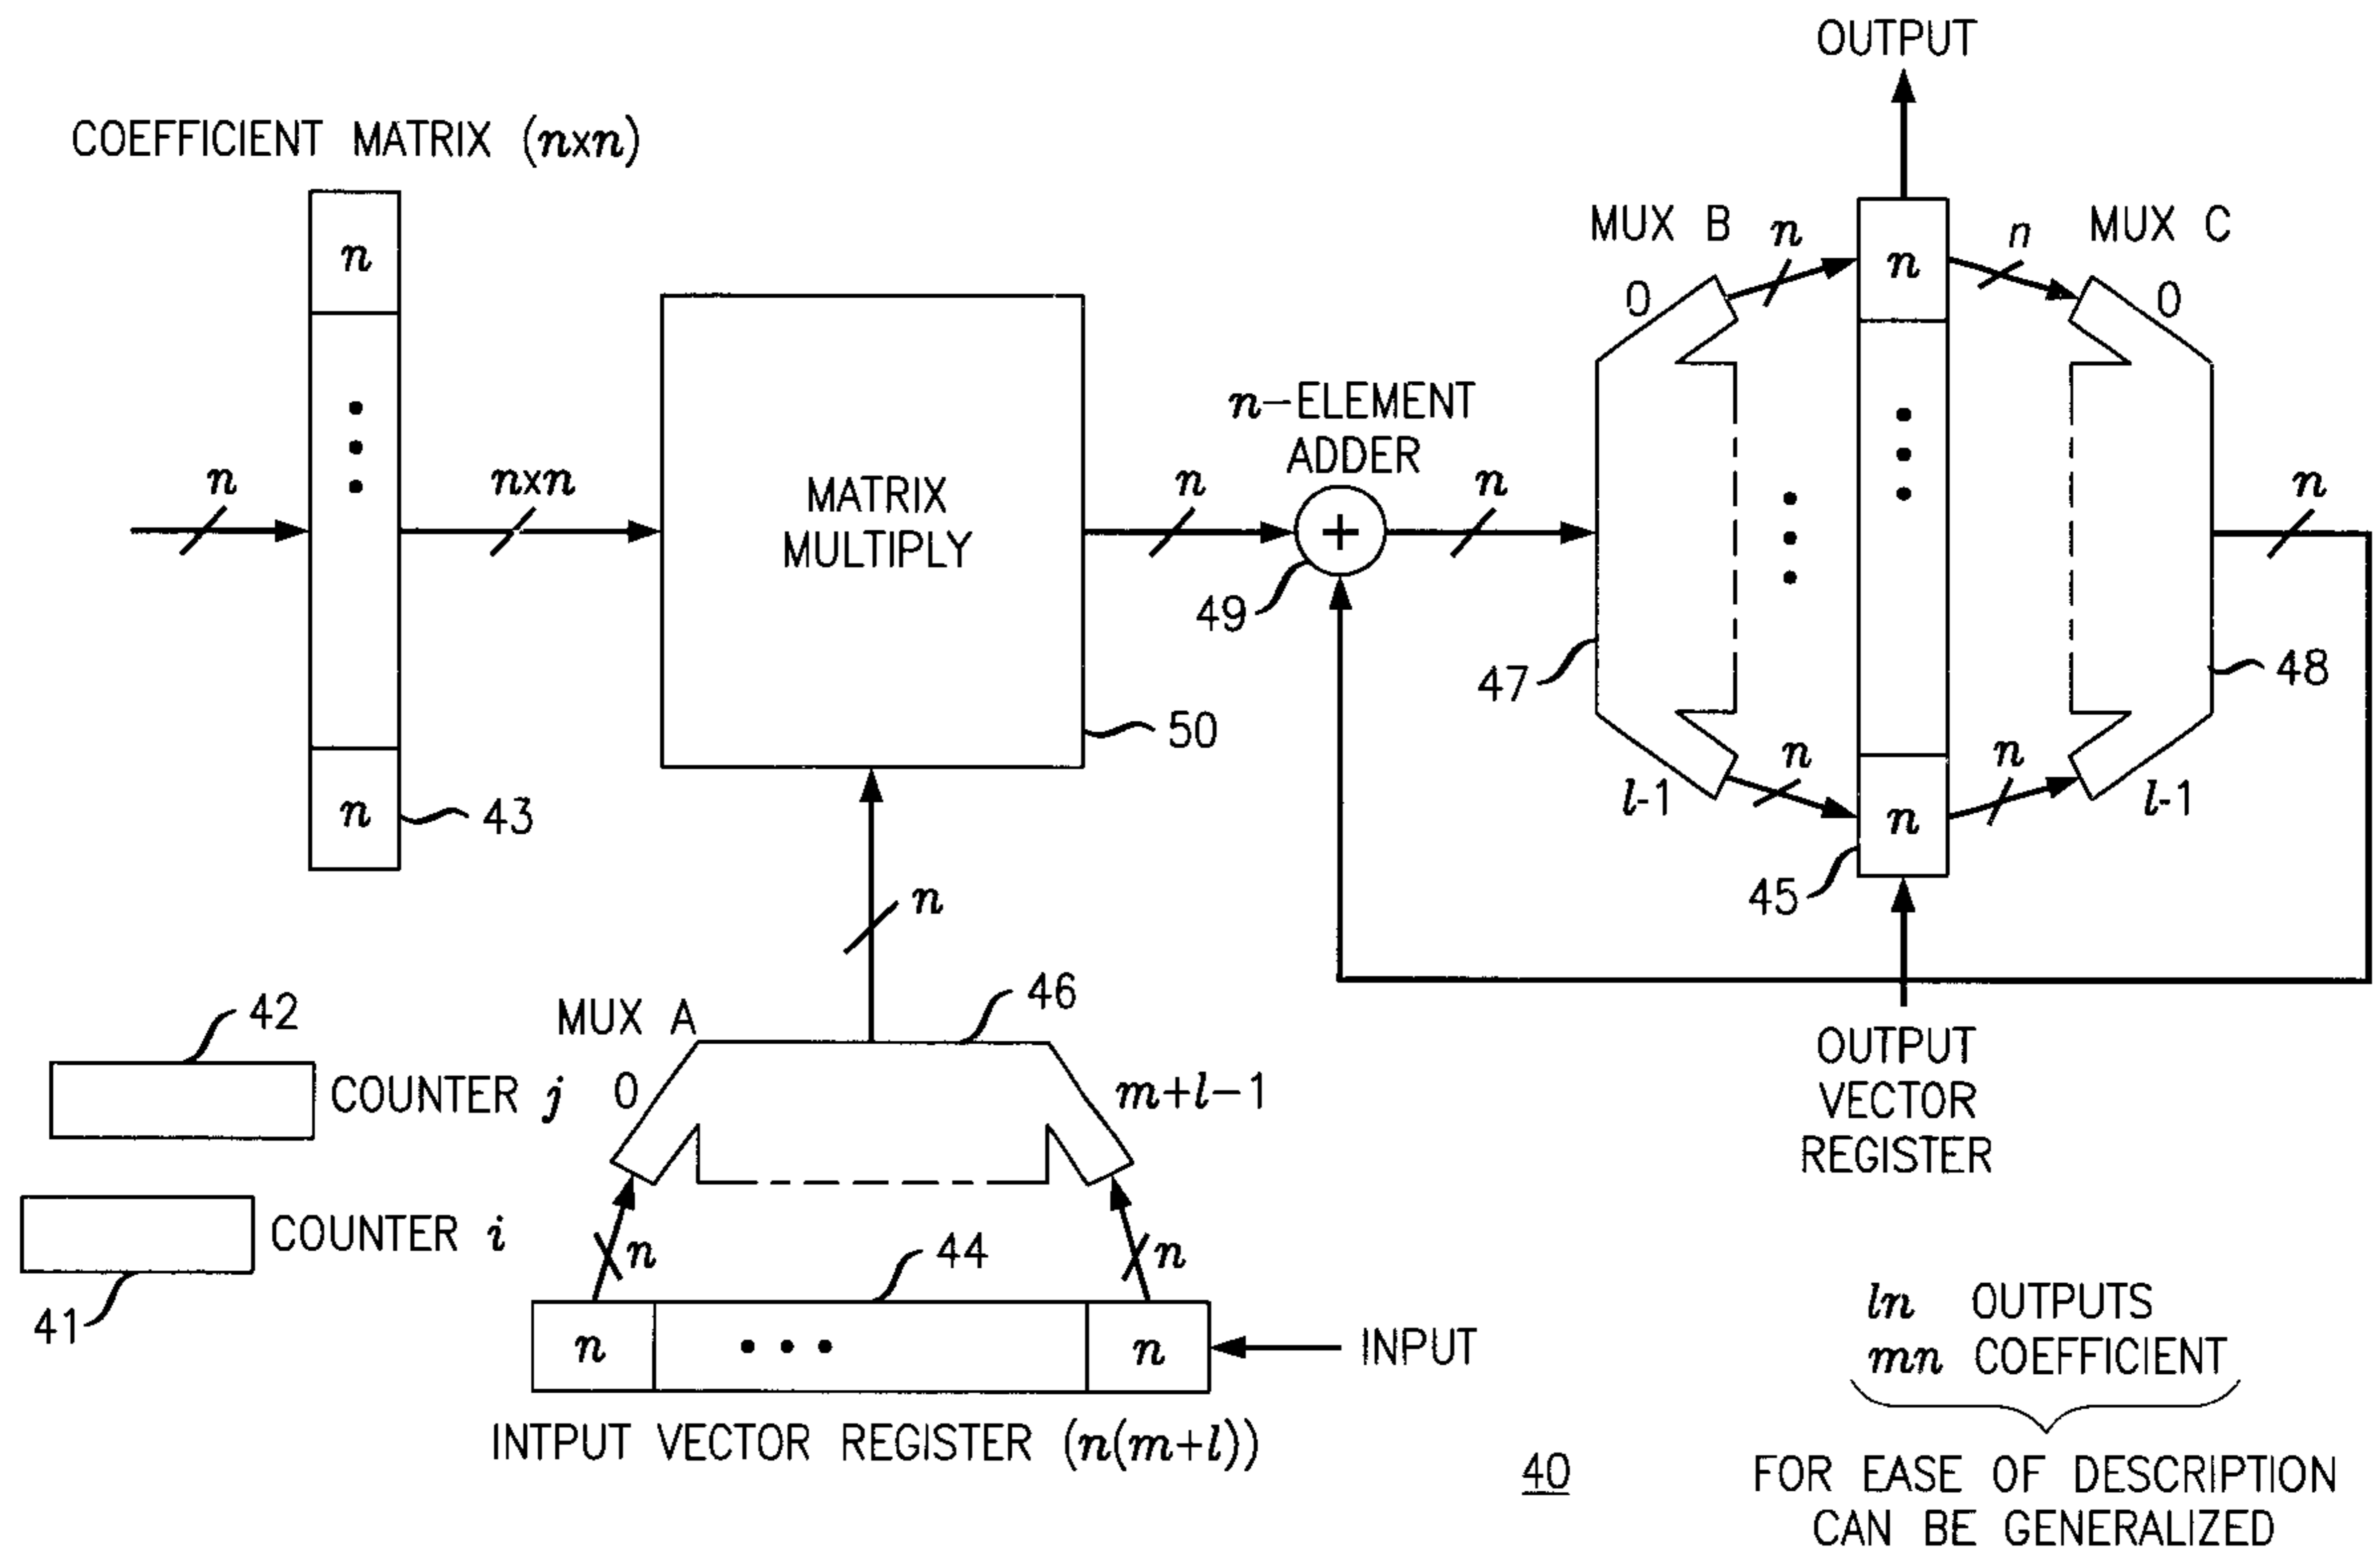 OUTPUT
COEFFICIENT MATRIX (nxn)
MUX B
n
n
MUX C
n
n
0
0
n-ELEMENT
ADDER
n
nxn
MATRIX
MULTIPLY
n
n
n
+
49
47
48
50
n
n
l-1
l-1
n
43
n
45
n
42
MUX A
46
COUNTER j
0
m+l-1
OUTPUT
VECTOR
REGISTER
COUNTER i
n
44
n
41
n
n
INPUT
ln OUTPUTS
mn COEFFICIENT
INTPUT VECTOR REGISTER (n(m+l))
40
FOR EASE OF DESCRIPTION
CAN BE GENERALIZED